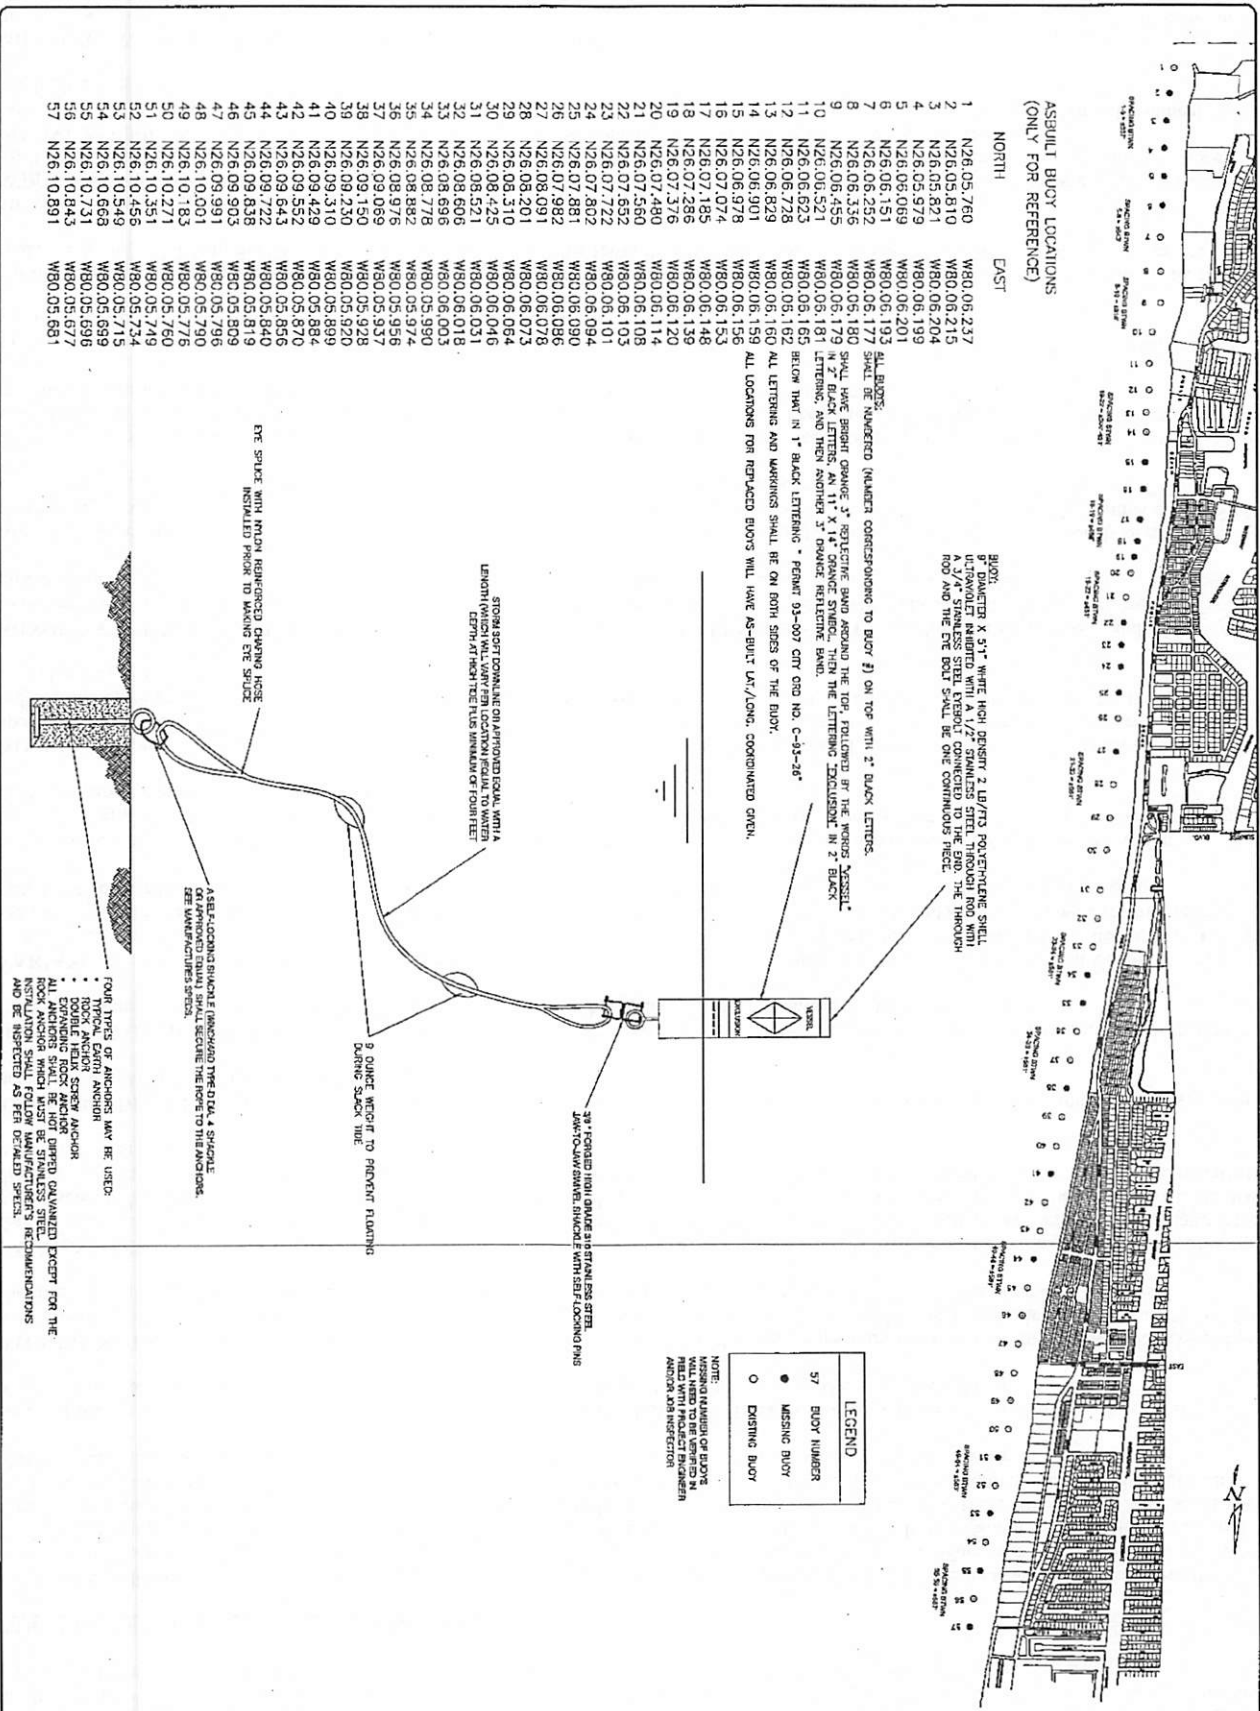 ASBUILT BUOY LOCATIONS
(ONLY FOR REFERENCE)
NORTH EAST
1 N26.05.760 W80.06.237
2 N26.05.810 W80.06.215
3 N26.05.821 W80.06.204
4 N26.05.979 W80.06.199
5 N26.06.069 W80.06.201
6 N26.06.151 W80.06.193
7 N26.06.252 W80.06.177
8 N26.06.336 W80.06.180
9 N26.06.455 W80.06.179
10 N26.06.521 W80.06.181
11 N26.06.623 W80.06.165
12 N26.06.728 W80.06.162
13 N26.06.829 W80.06.160
14 N26.06.901 W80.06.159
15 N26.06.978 W80.06.156
16 N26.07.074 W80.06.153
17 N26.07.185 W80.06.148
18 N26.07.286 W80.06.139
19 N26.07.376 W80.06.120
20 N26.07.480 W80.06.114
21 N26.07.560 W80.06.108
22 N26.07.652 W80.06.103
23 N26.07.722 W80.06.101
24 N26.07.802 W80.06.094
25 N26.07.881 W80.06.090
26 N26.07.982 W80.06.086
27 N26.08.091 W80.06.078
28 N26.08.201 W80.06.073
29 N26.08.310 W80.06.064
30 N26.08.425 W80.06.046
31 N26.08.521 W80.06.031
32 N26.08.606 W80.06.018
33 N26.08.696 W80.06.003
34 N26.08.778 W80.05.990
35 N26.08.882 W80.05.974
36 N26.08.976 W80.05.956
37 N26.09.069 W80.05.937
38 N26.09.150 W80.05.928
39 N26.09.230 W80.05.920
40 N26.09.310 W80.05.899
41 N26.09.429 W80.05.884
42 N26.09.552 W80.05.870
43 N26.09.643 W80.05.856
44 N26.09.722 W80.05.840
45 N26.09.838 W80.05.819
46 N26.09.903 W80.05.809
47 N26.09.991 W80.05.796
48 N26.10.001 W80.05.790
49 N26.10.183 W80.05.776
50 N26.10.271 W80.05.760
51 N26.10.351 W80.05.749
52 N26.10.456 W80.05.734
53 N26.10.549 W80.05.715
54 N26.10.668 W80.05.699
55 N26.10.731 W80.05.696
56 N26.10.843 W80.05.677
57 N26.10.891 W80.05.681
ALL BUOYS:
SHALL BE NUMBERED (NUMBER CORRESPONDING TO BUOY #) ON TOP WITH 2" BLACK LETTERS.
SHALL HAVE BRIGHT ORANGE 3" REFLECTIVE BAND AROUND THE TOP, FOLLOWED BY THE WORDS "VESSEL"
IN 2" BLACK LETTERS, AN 11" X 14" ORANGE SYMBOL, THEN THE LETTERING "EXCLUSION" IN 2" BLACK
LETTERING, AND THEN ANOTHER 3" ORANGE REFLECTIVE BAND.
BELOW THAT IN 1" BLACK LETTERING " PERMIT 93-007 CITY ORD NO. C-93-26"
ALL LETTERING AND MARKINGS SHALL BE ON BOTH SIDES OF THE BUOY.
ALL LOCATIONS FOR REPLACED BUOYS WILL HAVE AS-BUILT LAT./LONG. COORDINATED GIVEN.
BUOY:
9" DIAMETER X 51" WHITE HIGH DENSITY 2 LB/FT3 POLYETHYLENE SHELL
ULTRAVIOLET INHIBITED WITH A 1/2" STAINLESS STEEL THROUGH ROD WITH
A 3/4" STAINLESS STEEL EYEBOLT CONNECTED TO THE END. THE THROUGH
ROD AND THE EYE BOLT SHALL BE ONE CONTINUOUS PIECE.
VESSEL
EXCLUSION
3/8" FORGED HIGH GRADE 316 STAINLESS STEEL
JAW-TO-JAW SWIVEL SHACKLE WITH SELF-LOCKING PINS
STORM SOFT DOWNLINE OR APPROVED EQUAL WITH A
LENGTH (WHICH WILL VARY PER LOCATION) EQUAL TO WATER
DEPTH AT HIGH TIDE PLUS MINIMUM OF FOUR FEET
9 OUNCE WEIGHT TO PREVENT FLOATING
DURING SLACK TIDE
EYE SPLICE WITH NYLON REINFORCED CHAFING HOSE
INSTALLED PRIOR TO MAKING EYE SPLICE
A SELF-LOCKING SHACKLE
OR APPROVED EQUAL) SHALL SECURE THE ROPE TO THE ANCHORS.
SEE MANUFACTURES SPECS.
FOUR TYPES OF ANCHORS MAY BE USED:
• TYPICAL EARTH ANCHOR
• ROCK ANCHOR
• DOUBLE HELIX SCREW ANCHOR
• EXPANDING ROCK ANCHOR
ALL ANCHORS SHALL BE HOT DIPPED GALVANIZED EXCEPT FOR THE
ROCK ANCHOR WHICH MUST BE STAINLESS STEEL.
INSTALLATION SHALL FOLLOW MANUFACTURER'S RECOMMENDATIONS
AND BE INSPECTED AS PER DETAILED SPECS.
LEGEND
57 BUOY NUMBER
MISSING BUOY
EXISTING BUOY
NOTE:
MISSING NUMBER OF BUOYS
WILL NEED TO BE VERIFIED IN
FIELD WITH PROJECT ENGINEER
AND/OR JOB INSPECTOR
N